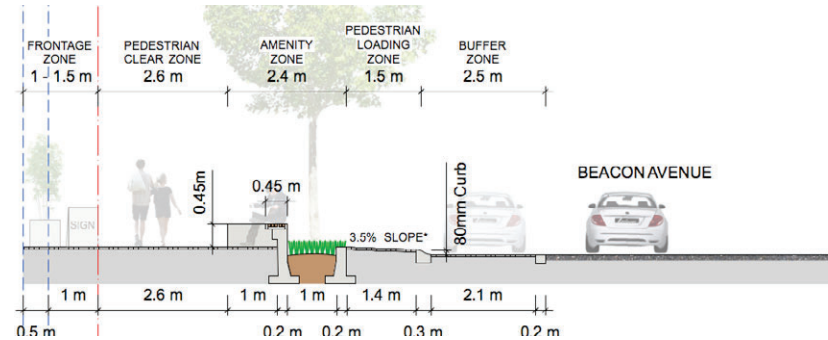 FRONTAGE ZONE
1 - 1.5 m
PEDESTRIAN CLEAR ZONE
2.6 m
AMENITY ZONE
2.4 m
PEDESTRIAN LOADING ZONE
1.5 m
BUFFER ZONE
2.5 m
BEACON AVENUE
0.45m
0.45 m
SIGN
3.5% SLOPE*
80mm Curb
1 m
2.6 m
1 m
1 m
1.4 m
2.1 m
0.5 m
0.2 m
0.2 m
0.3 m
0.2 m